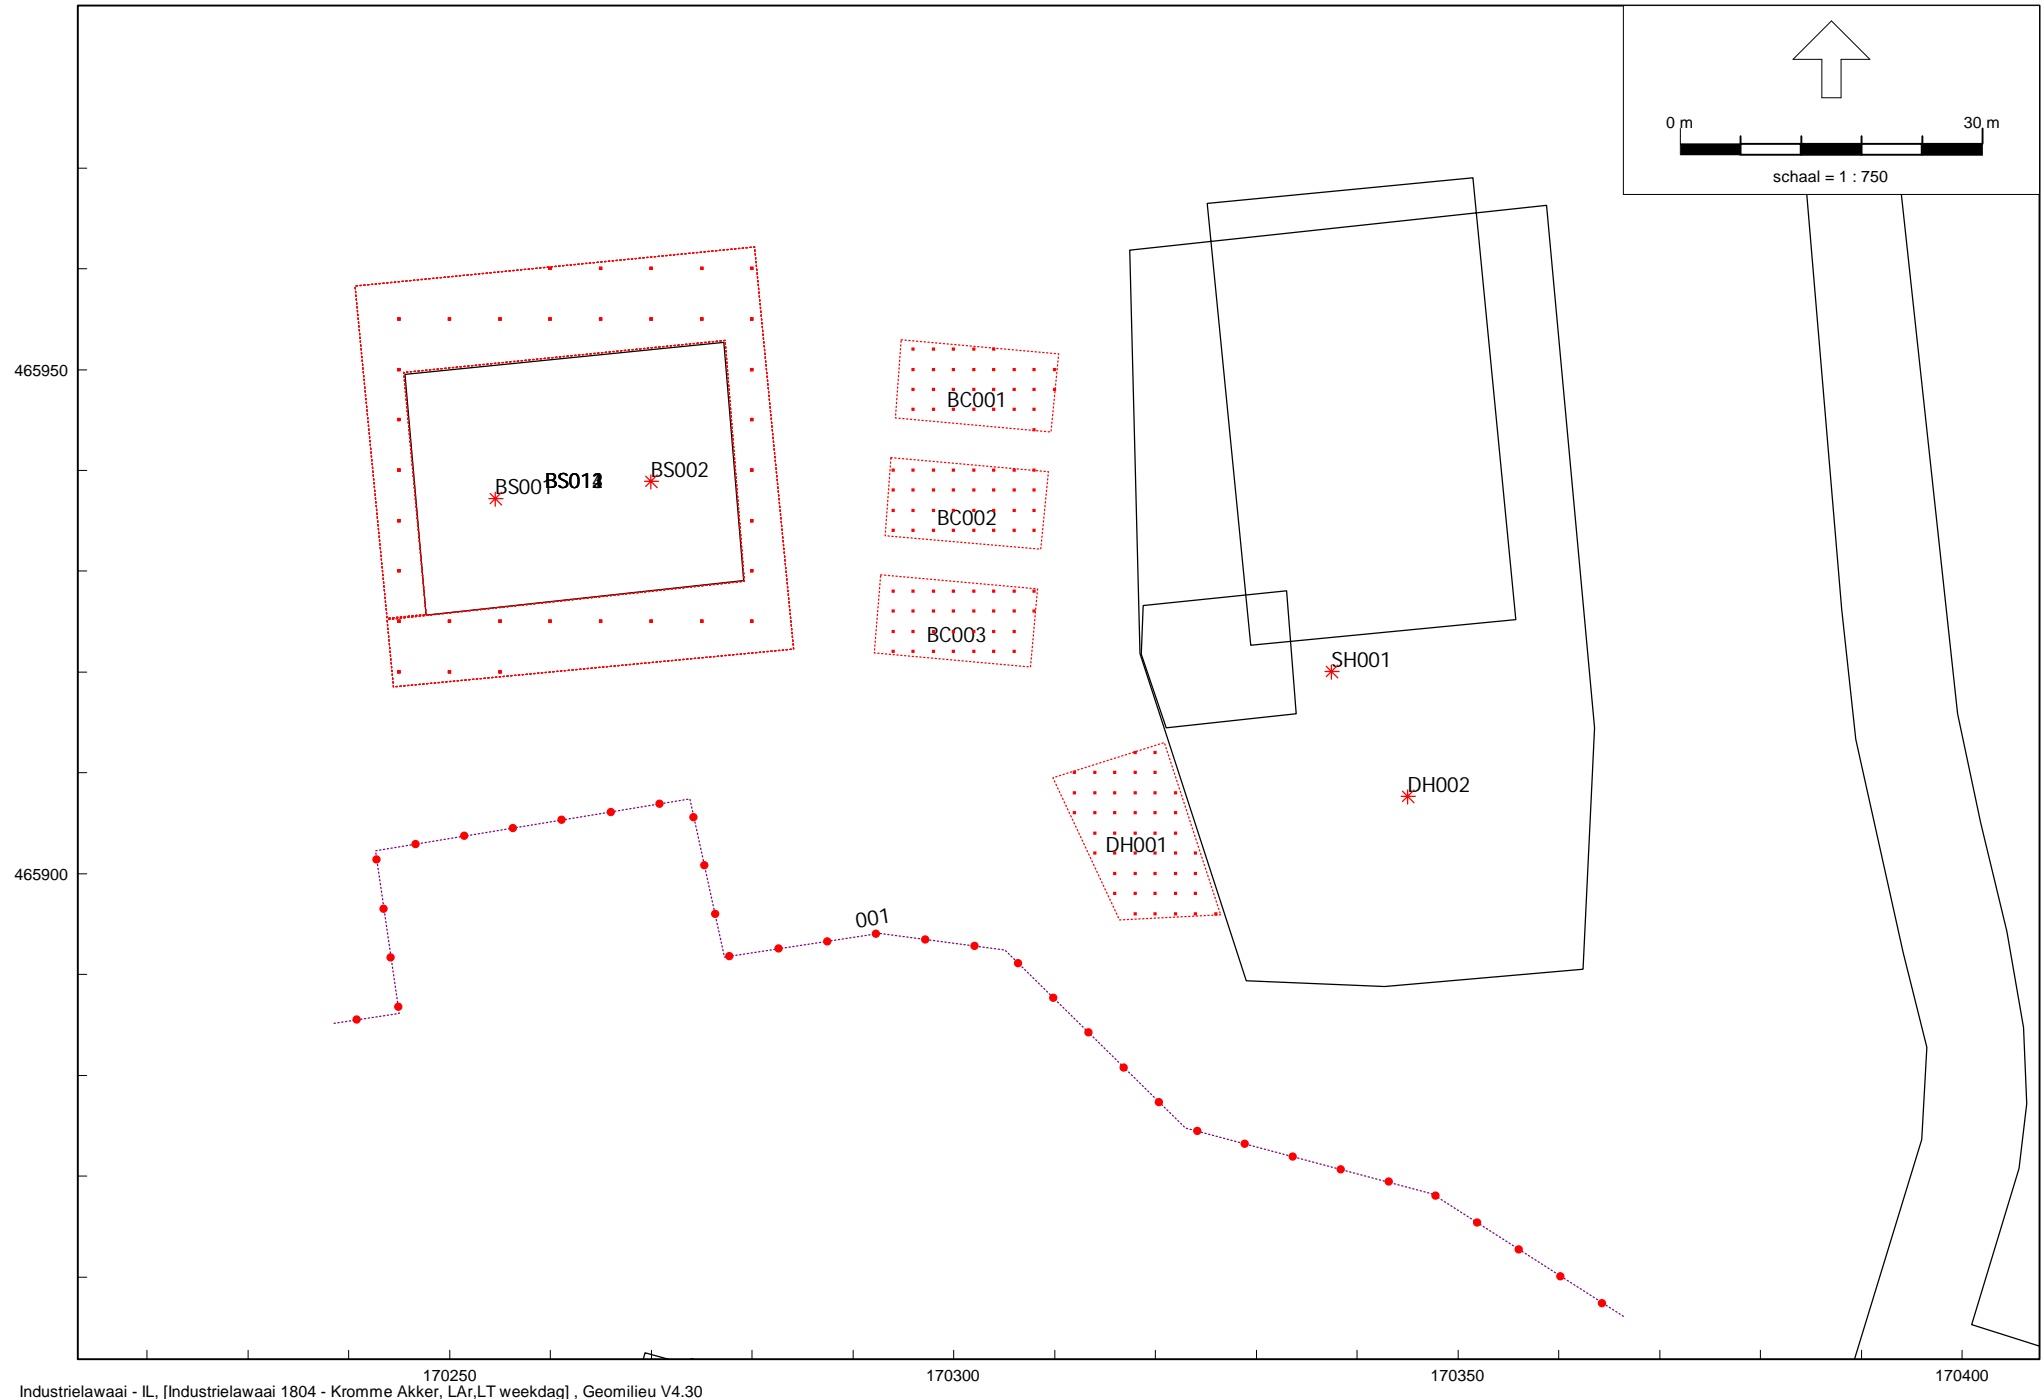 0 m 30 m
schaal = 1 : 750
465950
BC001
BS001
BS002
BC002
BC003
SH001
DH002
DH001
465900
001
170250 170300 170350 170400
Industrielawaai - IL, [Industrielawaai 1804 - Kromme Akker, LAr,LT weekdag] , Geomilieu V4.30